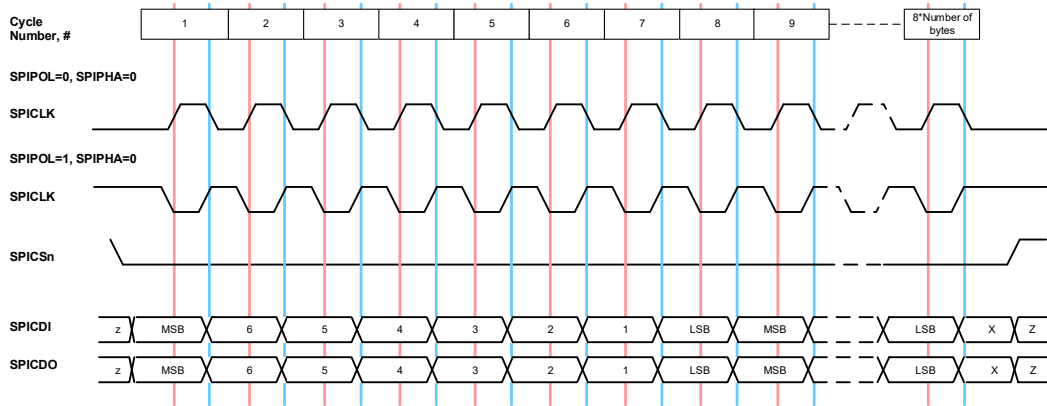 Cycle
Number, #
1 2 3 4 5 6 7 8 9 8*Number of
bytes
SPIPOL=0, SPIPHA=0
SPICLK
SPIPOL=1, SPIPHA=0
SPICLK
SPICSn
SPICDI z MSB 6 5 4 3 2 1 LSB MSB LSB X Z
SPICDO z MSB 6 5 4 3 2 1 LSB MSB LSB X Z